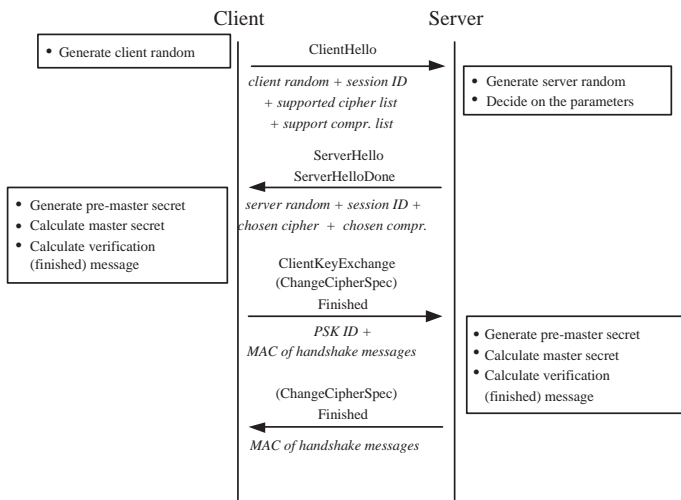 Client
Server
• Generate client random
ClientHello
client random + session ID
+ supported cipher list
+ support compr. list
• Generate server random
• Decide on the parameters
ServerHello
ServerHelloDone
server random + session ID +
chosen cipher + chosen compr.
• Generate pre-master secret
• Calculate master secret
• Calculate verification
(finished) message
ClientKeyExchange
(ChangeCipherSpec)
Finished
PSK ID +
MAC of handshake messages
• Generate pre-master secret
• Calculate master secret
• Calculate verification
(finished) message
(ChangeCipherSpec)
Finished
MAC of handshake messages